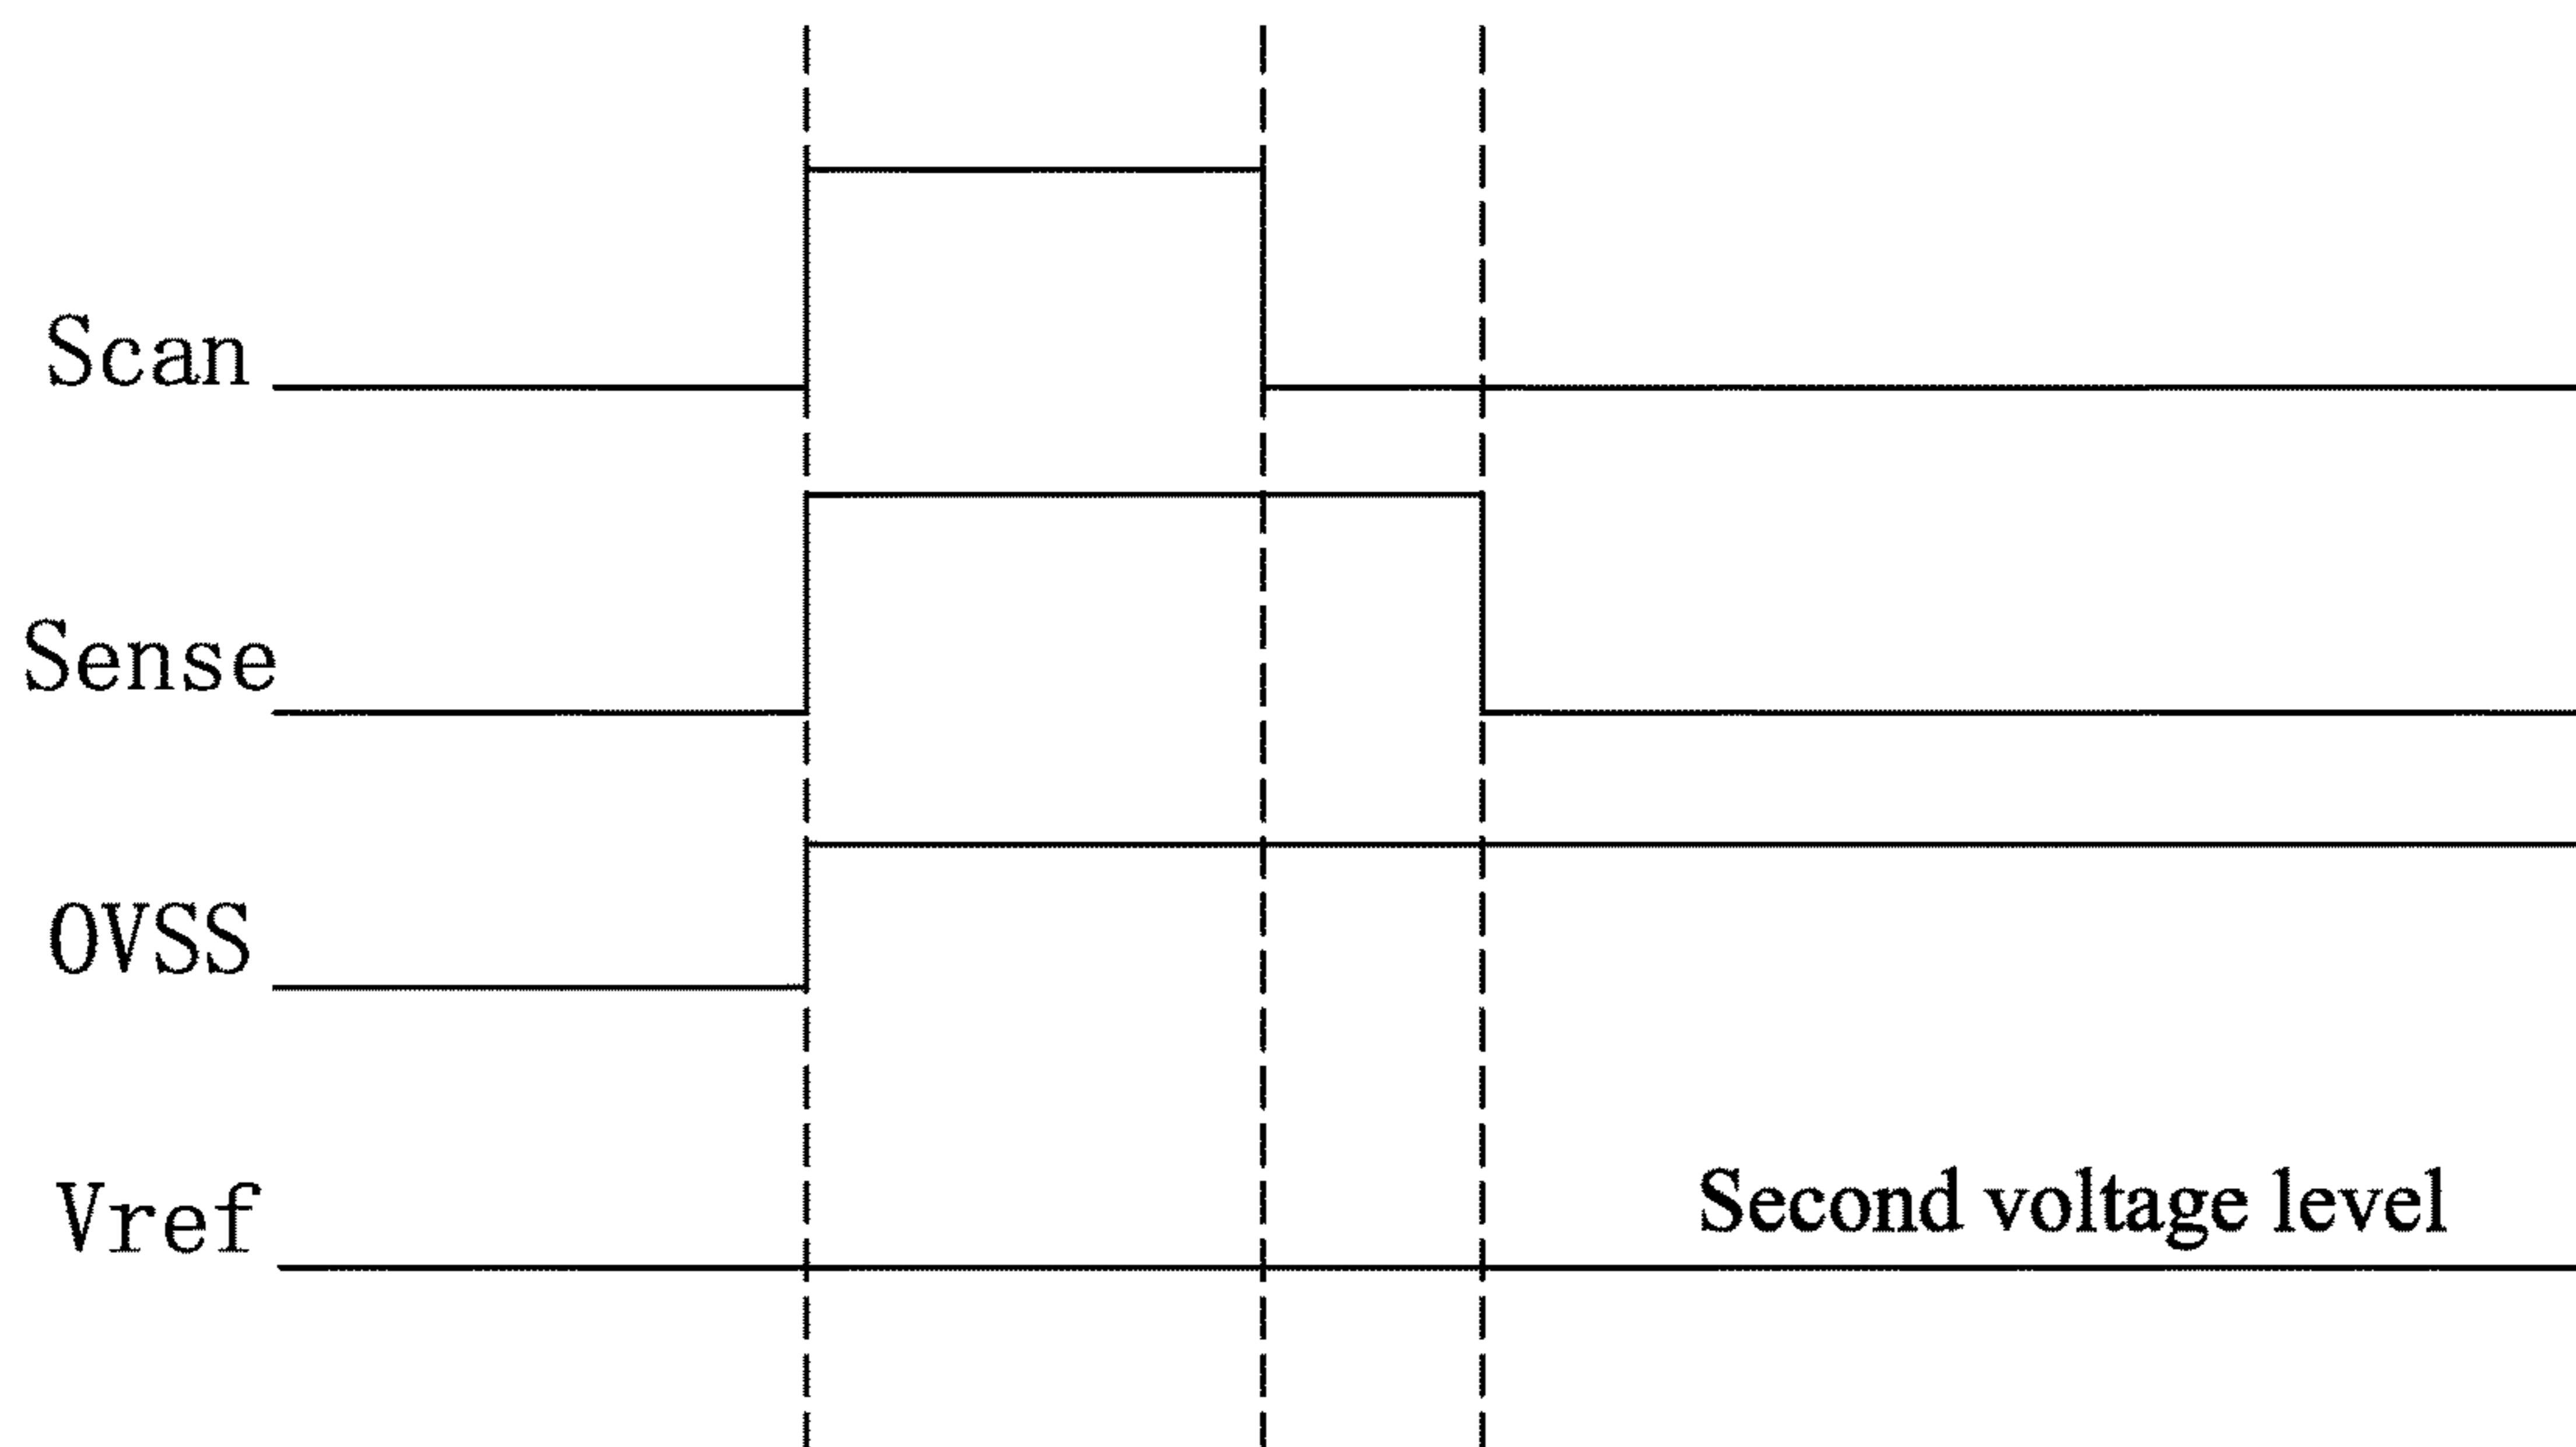 Scan
Sense
OVSS
Vref
Second voltage level